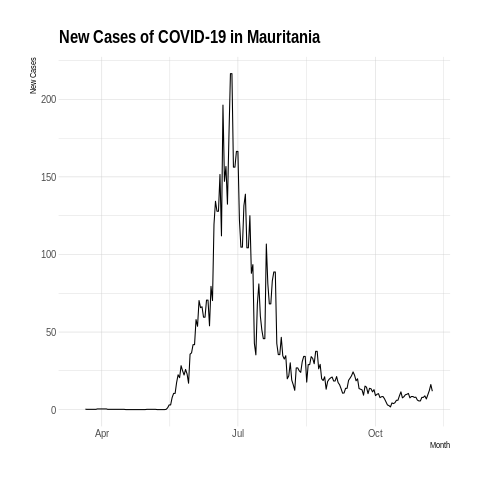 New Cases of COVID-19 in Mauritania
New Cases
200
150
100
50
0
Apr
Jul
Oct
Month